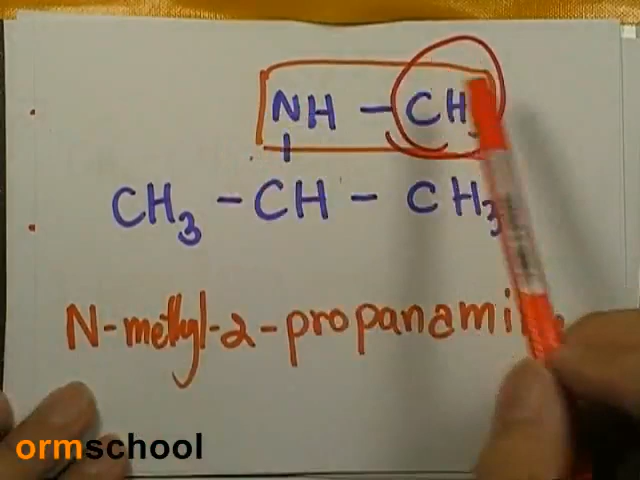 NH - CH
CH3 - CH - CH3
N-methyl-2-propanami
ormschool